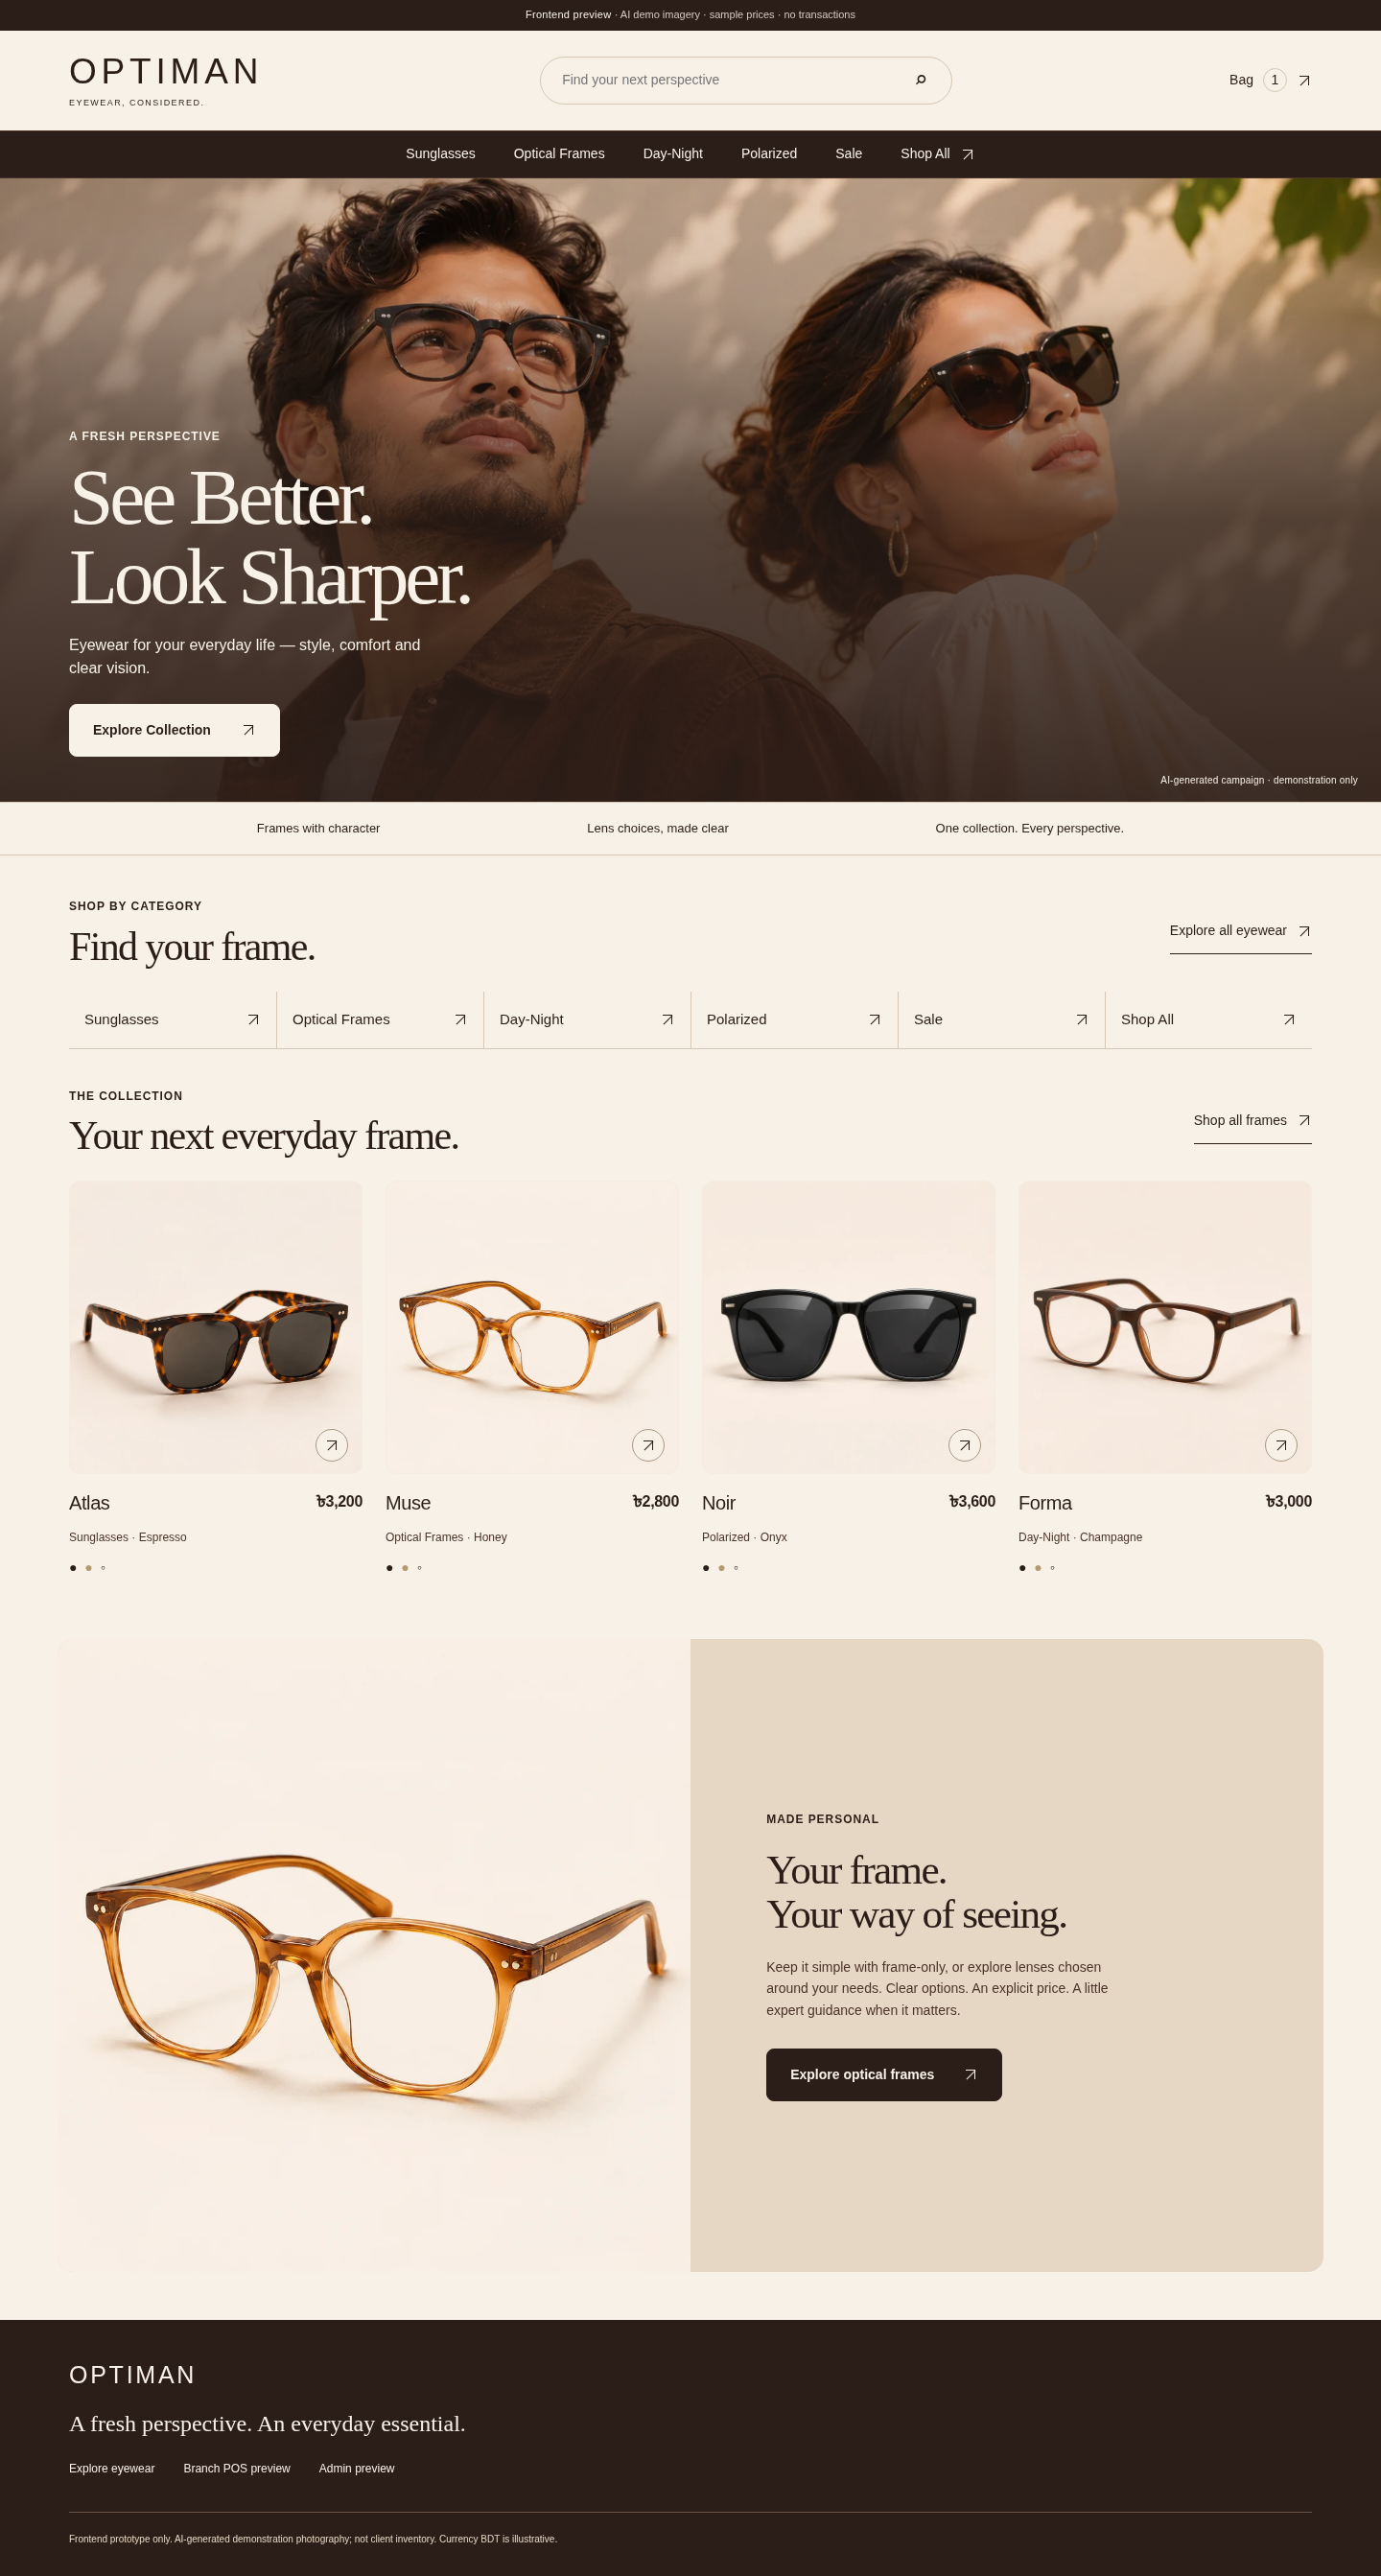 Frontend preview · AI demo imagery · sample prices · no transactions
OPTIMAN
EYEWEAR, CONSIDERED.
Find your next perspective
Bag 1
Sunglasses Optical Frames Day-Night Polarized Sale Shop All
A FRESH PERSPECTIVE
See Better.
Look Sharper.
Eyewear for your everyday life — style, comfort and
clear vision.
Explore Collection
AI-generated campaign · demonstration only
Frames with character Lens choices, made clear One collection. Every perspective.
SHOP BY CATEGORY
Find your frame.
Explore all eyewear
Sunglasses Optical Frames Day-Night Polarized Sale Shop All
THE COLLECTION
Your next everyday frame.
Shop all frames
Atlas ৳3,200 Muse ৳2,800 Noir ৳3,600 Forma ৳3,000
Sunglasses · Espresso Optical Frames · Honey Polarized · Onyx Day-Night · Champagne
MADE PERSONAL
Your frame.
Your way of seeing.
Keep it simple with frame-only, or explore lenses chosen
around your needs. Clear options. An explicit price. A little
expert guidance when it matters.
Explore optical frames
OPTIMAN
A fresh perspective. An everyday essential.
Explore eyewear Branch POS preview Admin preview
Frontend prototype only. AI-generated demonstration photography; not client inventory. Currency BDT is illustrative.